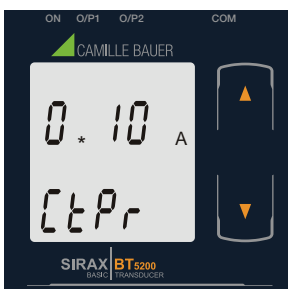 ON O/P1 O/P2 COM
CAMILLE BAUER
0.* 10 A
CtPr
SIRAX BT5200
BASIC TRANSDUCER